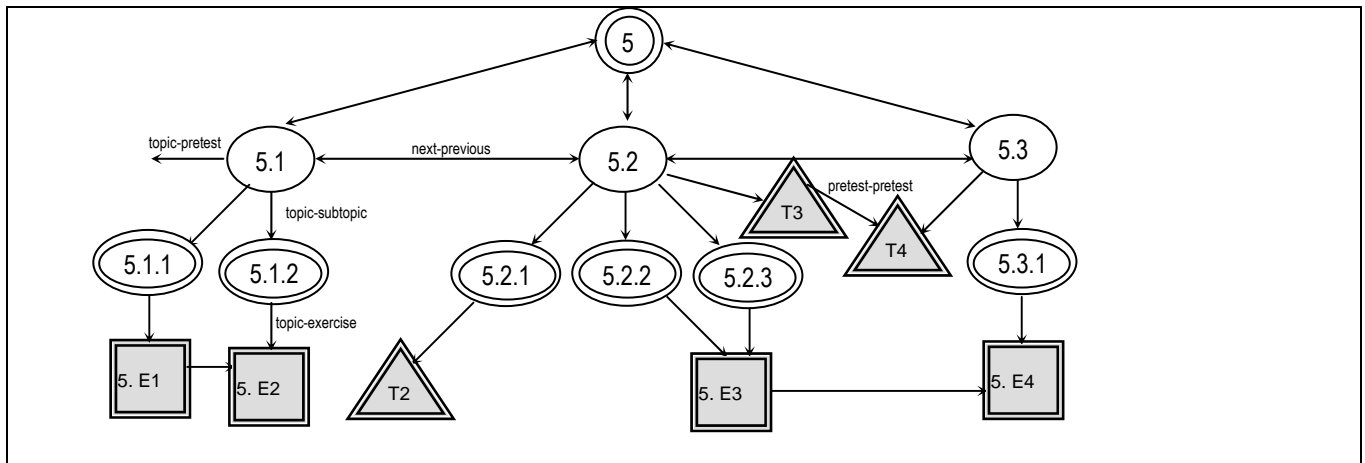 5
topic-pretest
5.1
next-previous
5.2
5.3
pretest-pretest
T3
topic-subtopic
T4
5.1.1
5.1.2
5.2.1
5.2.2
5.2.3
5.3.1
topic-exercise
5. E1
5. E2
T2
5. E3
5. E4